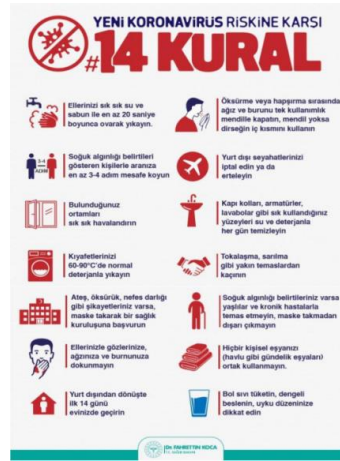 YENİ KORONAVİRÜS RİSKİNE KARŞI
#14 KURAL
Ellerinizi sık sık su ve
sabun ile en az 20 saniye
boyunca ovarak yıkayın.
Öksürme veya hapşırma sırasında
ağız ve burunu tek kullanımlık
mendille kapatın, mendil yoksa
dirseğin iç kısmını kullanın
3-4
ADIM
Soğuk algınlığı belirtileri
gösteren kişilerle aranıza
en az 3-4 adım mesafe koyun
Yurt dışı seyahatlerinizi
iptal edin ya da
erteleyin
Bulunduğunuz
ortamları
sık sık havalandırın
Kapı kolları, armatürler,
lavabolar gibi sık kullandığınız
yüzeyleri su ve deterjanla
her gün temizleyin
Kıyafetlerinizi
60-90°C'de normal
deterjanla yıkayın
Tokalaşma, sarılma
gibi yakın temaslardan
kaçının
Ateş, öksürük, nefes darlığı
gibi şikayetleriniz varsa,
maske takarak bir sağlık
kuruluşuna başvurun
Soğuk algınlığı belirtileriniz varsa
yaşlılar ve kronik hastalarla
temas etmeyin, maske takmadan
dışarı çıkmayın
Ellerinizle gözlerinize,
ağzınıza ve burnunuza
dokunmayın
Hiçbir kişisel eşyanızı
(havlu gibi gündelik eşyaları)
ortak kullanmayın.
Yurt dışından dönüşte
ilk 14 günü
evinizde geçirin
Bol sıvı tüketin, dengeli
beslenin, uyku düzeninize
dikkat edin
Dr. FAHRETTİN KOCA